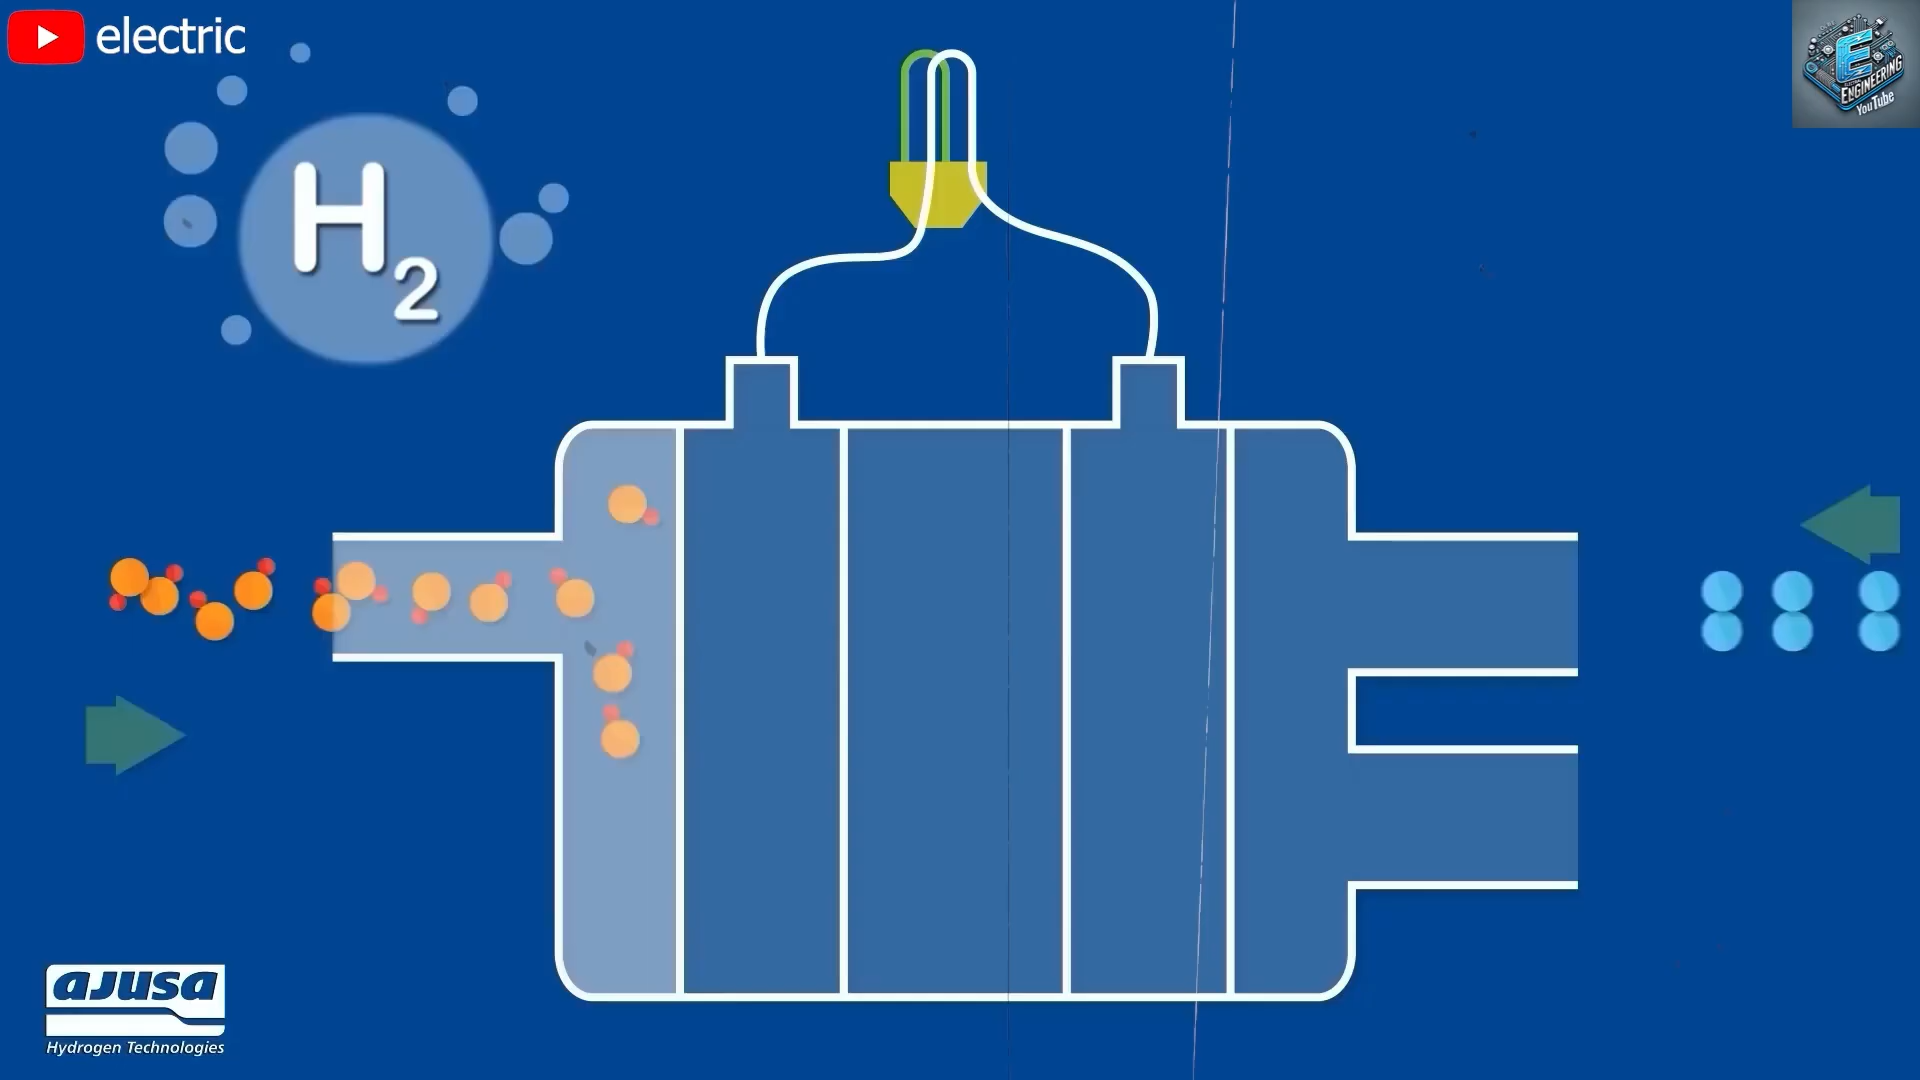 electric
E
ENGINEERING
YouTube
H2
ajusa
Hydrogen Technologies